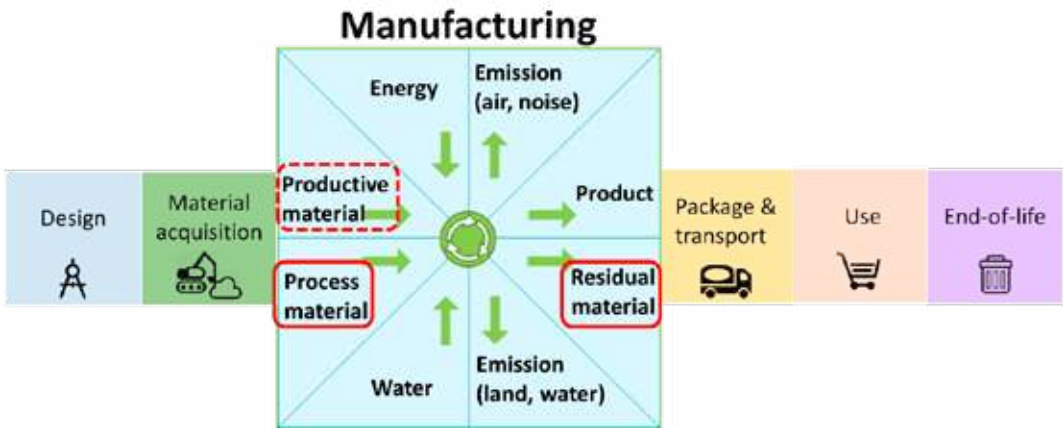 Manufacturing
Energy
Emission
(air, noise)
Design
Material
acquisition
Productive
material
Product
Package &
transport
Use
End-of-life
Process
material
Residual
material
Water
Emission
(land, water)